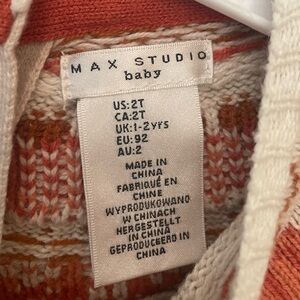 MAX STUDIO
baby
US:2T
CA:2T
UK:1-2yrs
EU:92
AU:2
MADE IN
CHINA
FABRIQUÉ EN
CHINE
WYPRODUKOWANO
W CHINACH
HERGESTELLT
IN CHINA
GEPRODUCEERD IN
CHINA